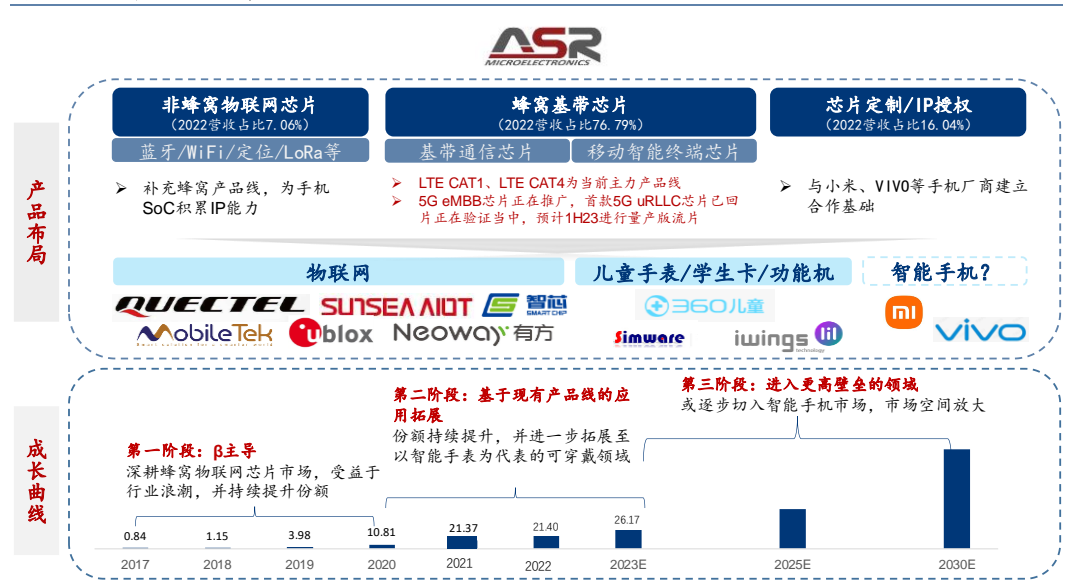 ASR
MICROELECTRONICS
产品布局
非蜂窝物联网芯片
(2022营收占比7.06%)
蓝牙/WiFi/定位/LoRa等
➢ 补充蜂窝产品线，为手机
SoC积累IP能力
蜂窝基带芯片
(2022营收占比76.79%)
基带通信芯片
移动智能终端芯片
➢ LTE CAT1、LTE CAT4为当前主力产品线
➢ 5G eMBB芯片正在推广，首款5G uRLLC芯片已回
片正在验证当中，预计1H23进行量产版流片
芯片定制/IP授权
(2022营收占比16.04%)
➢ 与小米、VIVO等手机厂商建立
合作基础
物联网
儿童手表/学生卡/功能机
智能手机？
QUECTEL
SUNSEA AIOT
智芯
SMART CHIP
360儿童
mi
MobileTek
ublox
Neoway有方
Simware
iwings
technology
vivo
成长曲线
第一阶段：β主导
深耕蜂窝物联网芯片市场，受益于
行业浪潮，并持续提升份额
第二阶段：基于现有产品线的应
用拓展
份额持续提升，并进一步拓展至
以智能手表为代表的可穿戴领域
第三阶段：进入更高壁垒的领域
或逐步切入智能手机市场，市场空间放大
0.84
1.15
3.98
10.81
21.37
21.40
26.17
2017
2018
2019
2020
2021
2022
2023E
2025E
2030E